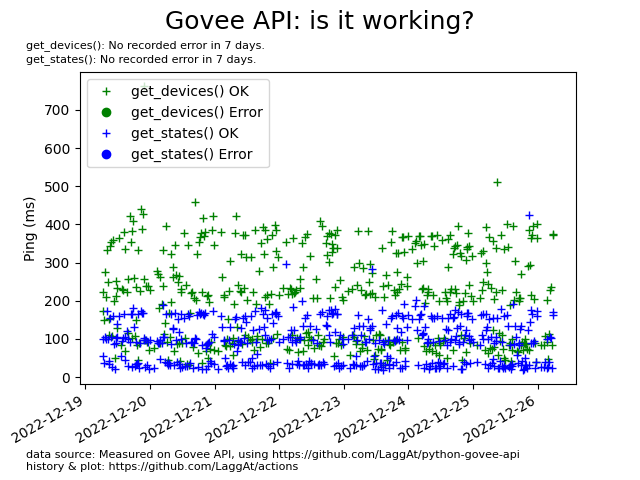 Govee API: is it working?
get_devices(): No recorded error in 7 days.
get_states(): No recorded error in 7 days.
get_devices() OK
get_devices() Error
get_states() OK
get_states() Error
Ping (ms)
700
600
500
400
300
200
100
0
2022-12-19
2022-12-20
2022-12-21
2022-12-22
2022-12-23
2022-12-24
2022-12-25
2022-12-26
data source: Measured on Govee API, using https://github.com/LaggAt/python-govee-api
history & plot: https://github.com/LaggAt/actions